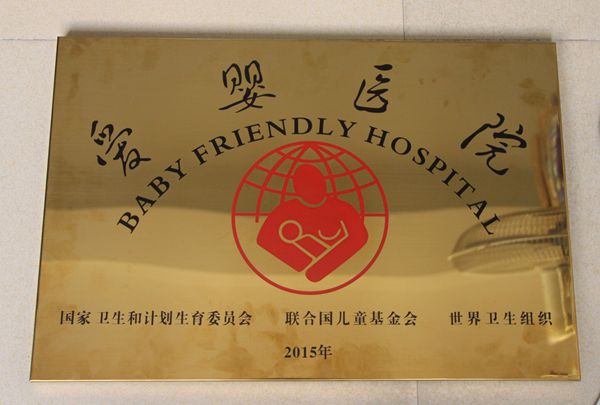 爱婴医院
BABY FRIENDLY HOSPITAL
国家卫生和计划生育委员会 联合国儿童基金会 世界卫生组织
2015年